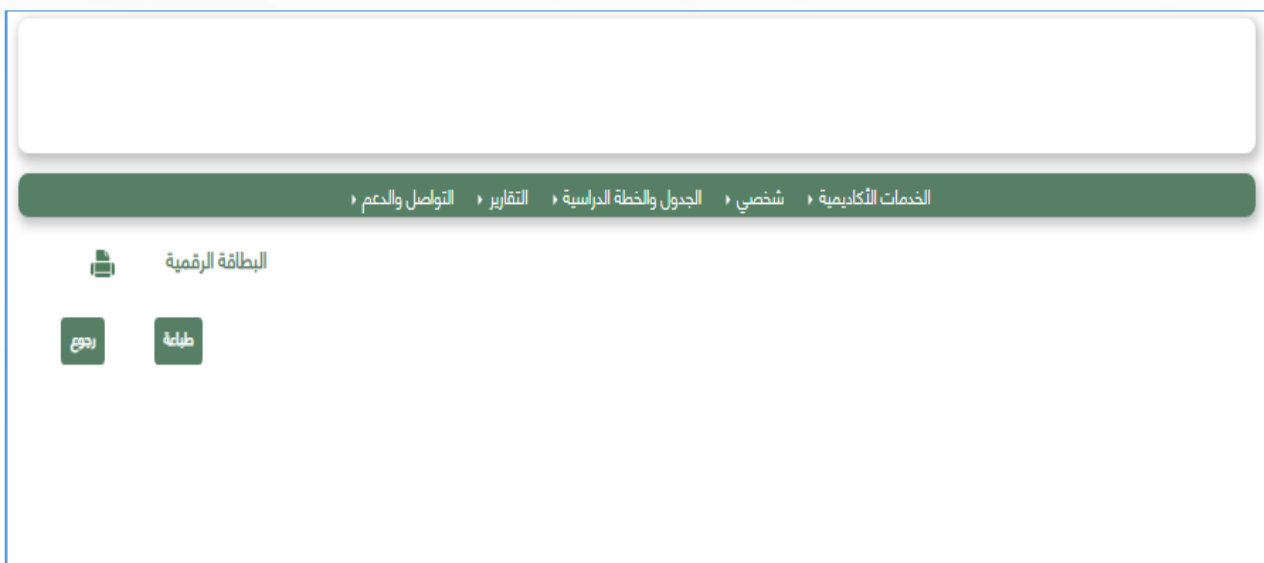 الخدمات الأكاديمية شخصي الجدول والخطة الدراسية التقارير التواصل والدعم
البطاقة الرقمية
طباعة رجوع